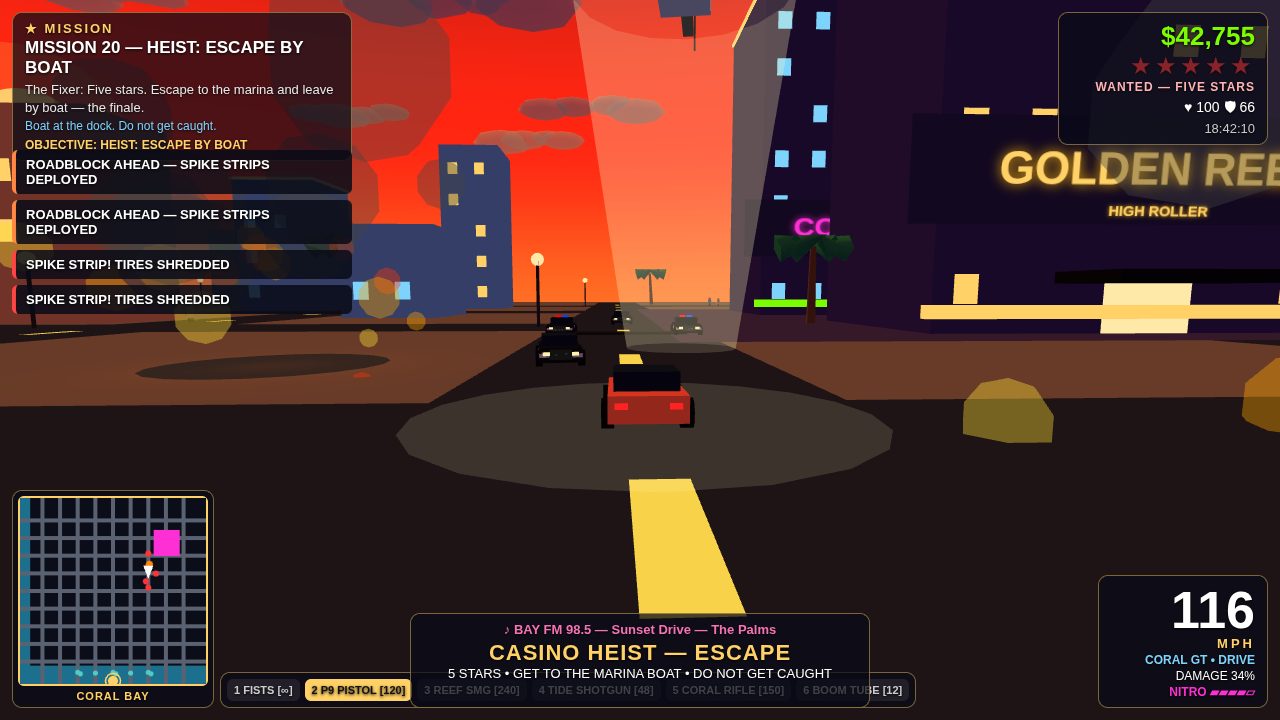 ★ MISSION
MISSION 20 — HEIST: ESCAPE BY
BOAT
The Fixer: Five stars. Escape to the marina and leave
by boat — the finale.
Boat at the dock. Do not get caught.
OBJECTIVE: HEIST: ESCAPE BY BOAT
ROADBLOCK AHEAD — SPIKE STRIPS
DEPLOYED
ROADBLOCK AHEAD — SPIKE STRIPS
DEPLOYED
SPIKE STRIP! TIRES SHREDDED
SPIKE STRIP! TIRES SHREDDED
$42,755
★ ★ ★ ★ ★
WANTED — FIVE STARS
♥ 100 🛡 66
18:42:10
GOLDEN REE
HIGH ROLLER
CO
CORAL BAY
♪ BAY FM 98.5 — Sunset Drive — The Palms
CASINO HEIST — ESCAPE
5 STARS • GET TO THE MARINA BOAT • DO NOT GET CAUGHT
1 FISTS [∞] 2 P9 PISTOL [120] 3 REEF SMG [240] 4 TIDE SHOTGUN [48] 5 CORAL RIFLE [150] 6 BOOM TUBE [12]
116
MPH
CORAL GT • DRIVE
DAMAGE 34%
NITRO ▰▰▰▰▱